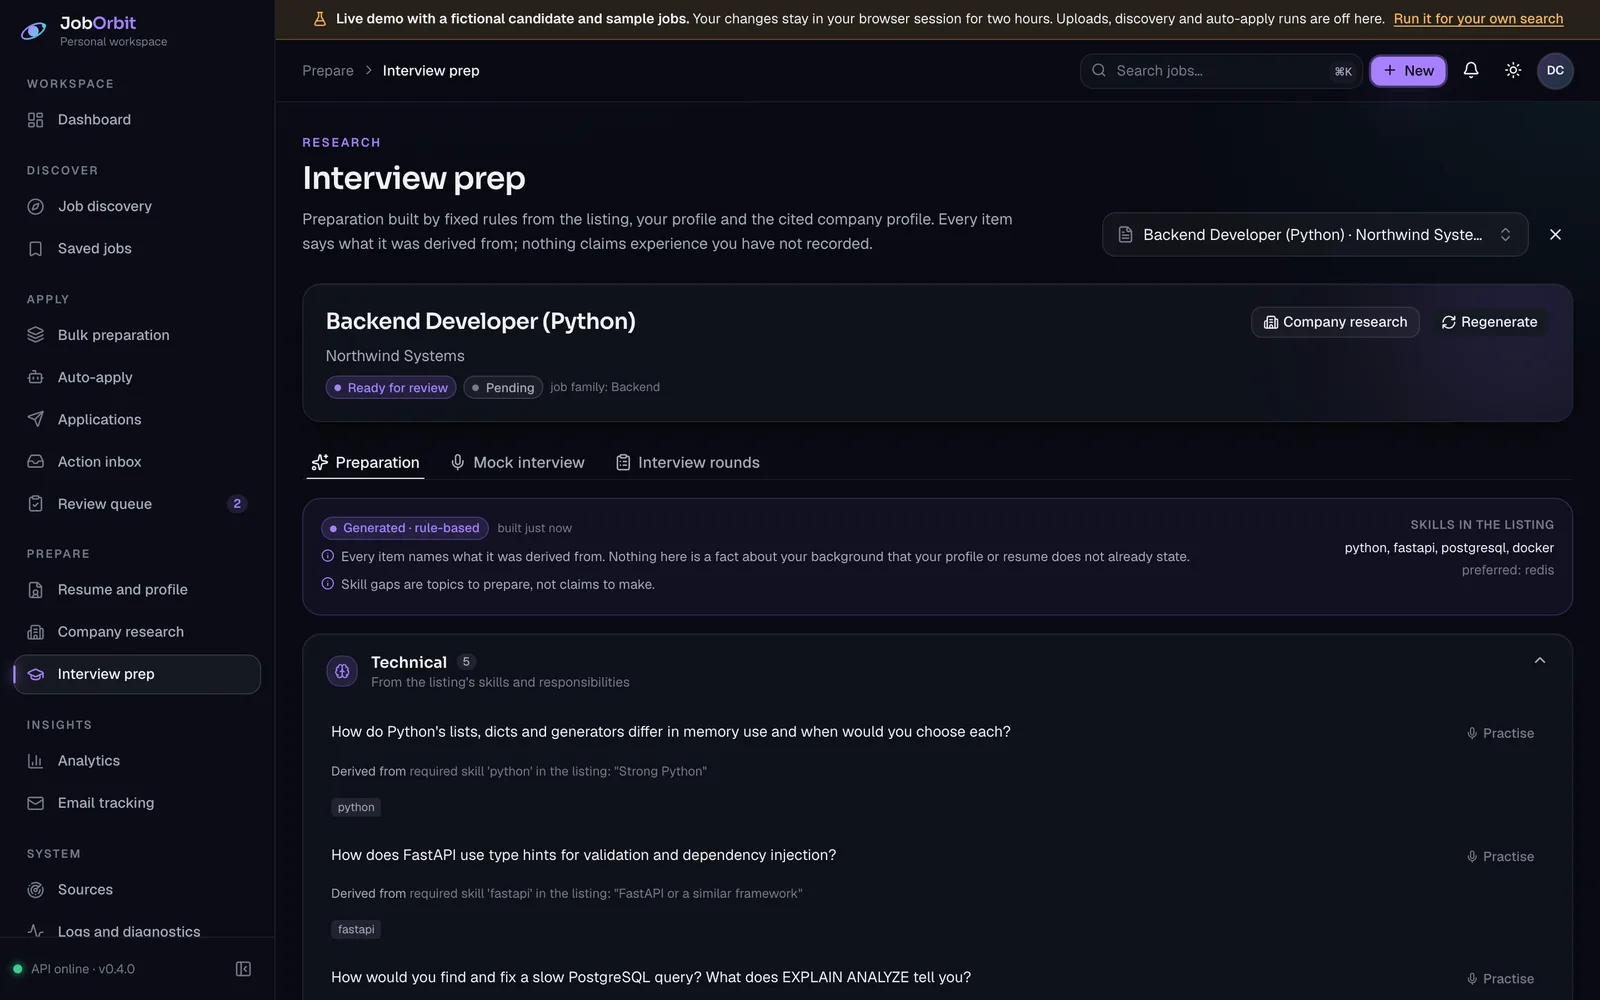 JobOrbit
Personal workspace
WORKSPACE
Dashboard
DISCOVER
Job discovery
Saved jobs
APPLY
Bulk preparation
Auto-apply
Applications
Action inbox
Review queue 2
PREPARE
Resume and profile
Company research
Interview prep
INSIGHTS
Analytics
Email tracking
SYSTEM
Sources
Logs and diagnostics
API online · v0.4.0
Live demo with a fictional candidate and sample jobs. Your changes stay in your browser session for two hours. Uploads, discovery and auto-apply runs are off here. Run it for your own search
Prepare > Interview prep
Search jobs... ⌘K
+ New
DC
RESEARCH
Interview prep
Preparation built by fixed rules from the listing, your profile and the cited company profile. Every item
says what it was derived from; nothing claims experience you have not recorded.
Backend Developer (Python) · Northwind Syste...
Backend Developer (Python)
Northwind Systems
Ready for review Pending job family: Backend
Company research
Regenerate
Preparation
Mock interview
Interview rounds
Generated · rule-based built just now
Every item names what it was derived from. Nothing here is a fact about your background that your profile or resume does not already state.
Skill gaps are topics to prepare, not claims to make.
SKILLS IN THE LISTING
python, fastapi, postgresql, docker
preferred: redis
Technical 5
From the listing's skills and responsibilities
How do Python's lists, dicts and generators differ in memory use and when would you choose each?
Practise
Derived from required skill 'python' in the listing: "Strong Python"
python
How does FastAPI use type hints for validation and dependency injection?
Practise
Derived from required skill 'fastapi' in the listing: "FastAPI or a similar framework"
fastapi
How would you find and fix a slow PostgreSQL query? What does EXPLAIN ANALYZE tell you?
Practise